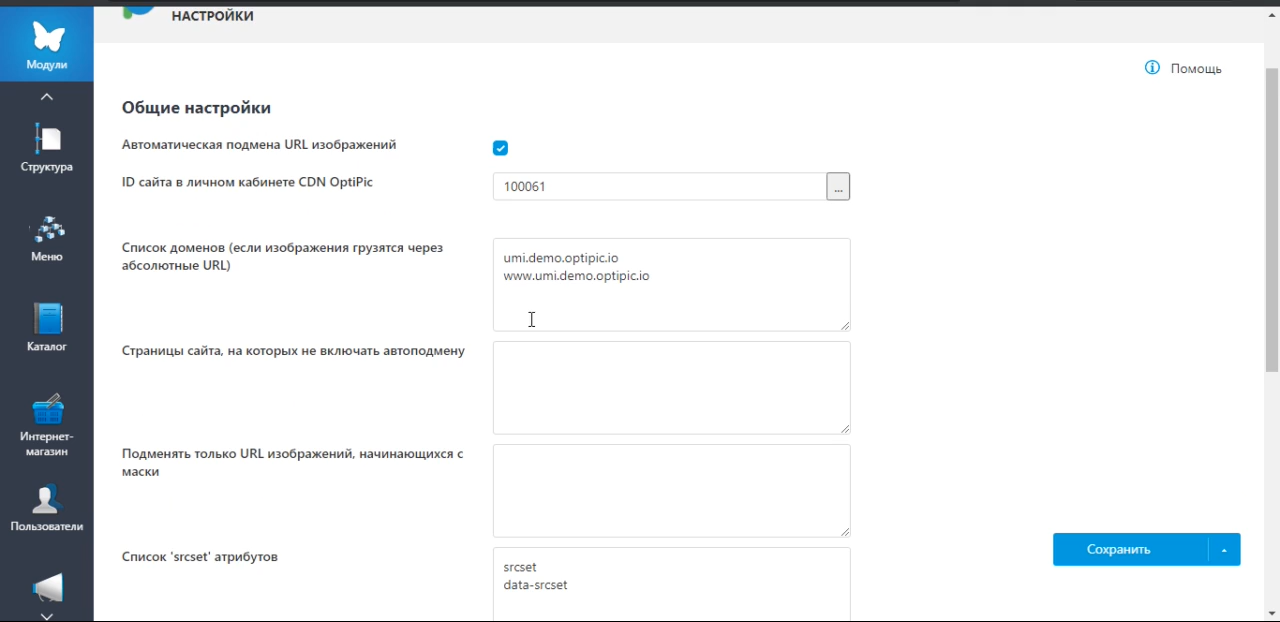 НАСТРОЙКИ
Модули
Помощь
Общие настройки
Автоматическая подмена URL изображений
ID сайта в личном кабинете CDN OptiPic
100061
...
Структура
Список доменов (если изображения грузятся через
абсолютные URL)
umi.demo.optipic.io
www.umi.demo.optipic.io
Меню
Страницы сайта, на которых не включать автоподмену
Каталог
Подменять только URL изображений, начинающихся с
маски
Интернет-
магазин
Пользователи
Список 'srcset' атрибутов
srcset
data-srcset
Сохранить